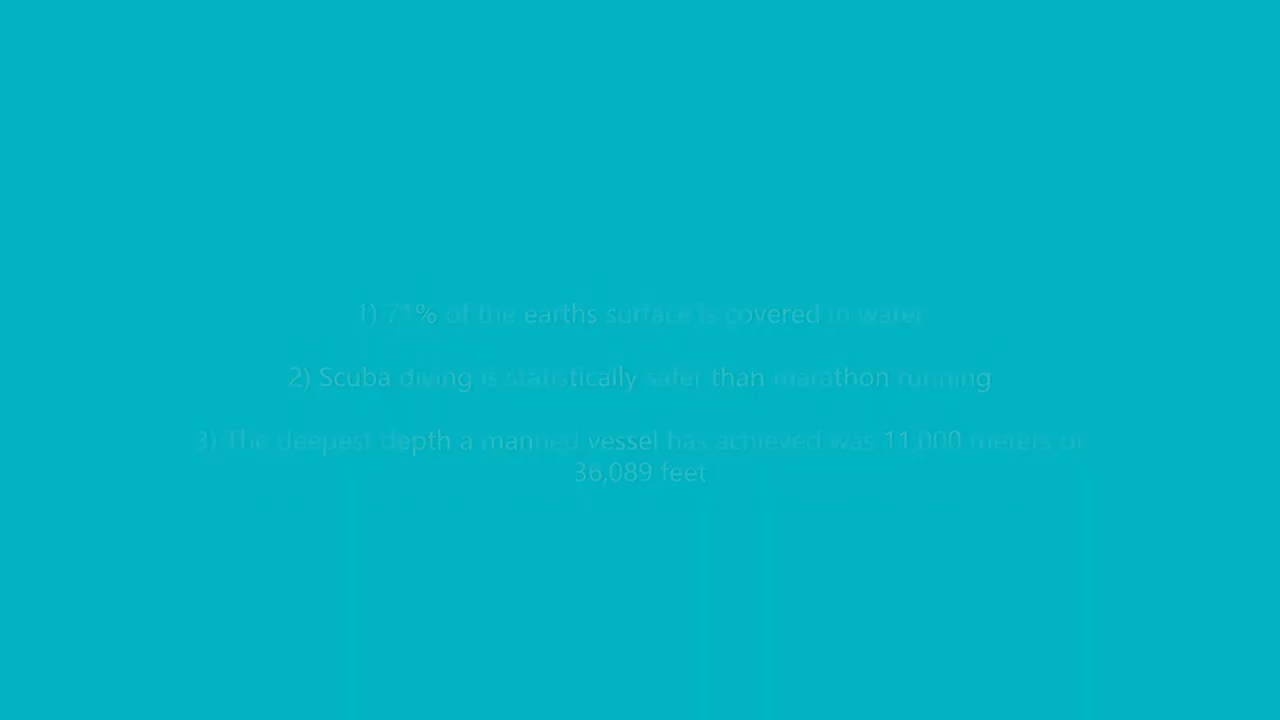 1) 71% of the earths surface is covered in water
2) Scuba diving is statistically safer than marathon running
3) The deepest depth a manned vessel has achieved was 11,000 meters or
36,089 feet